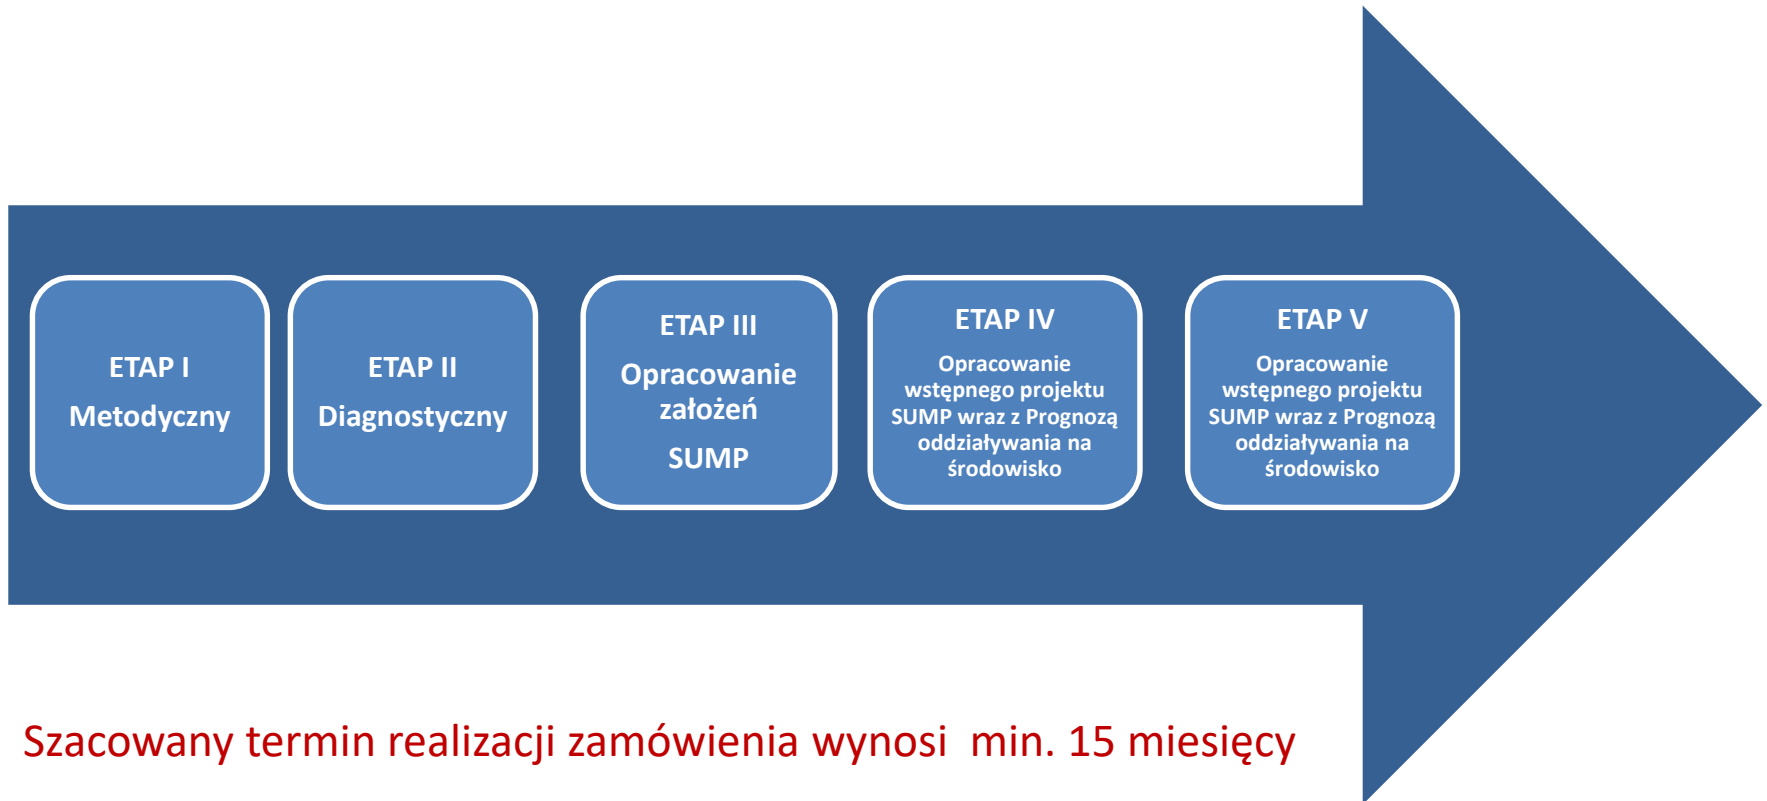 ETAP I
Metodyczny
ETAP II
Diagnostyczny
ETAP III
Opracowanie
założeń
SUMP
ETAP IV
Opracowanie
wstępnego projektu
SUMP wraz z Prognozą
oddziaływania na
środowisko
ETAP V
Opracowanie
wstępnego projektu
SUMP wraz z Prognozą
oddziaływania na
środowisko
Szacowany termin realizacji zamówienia wynosi  min. 15 miesięcy